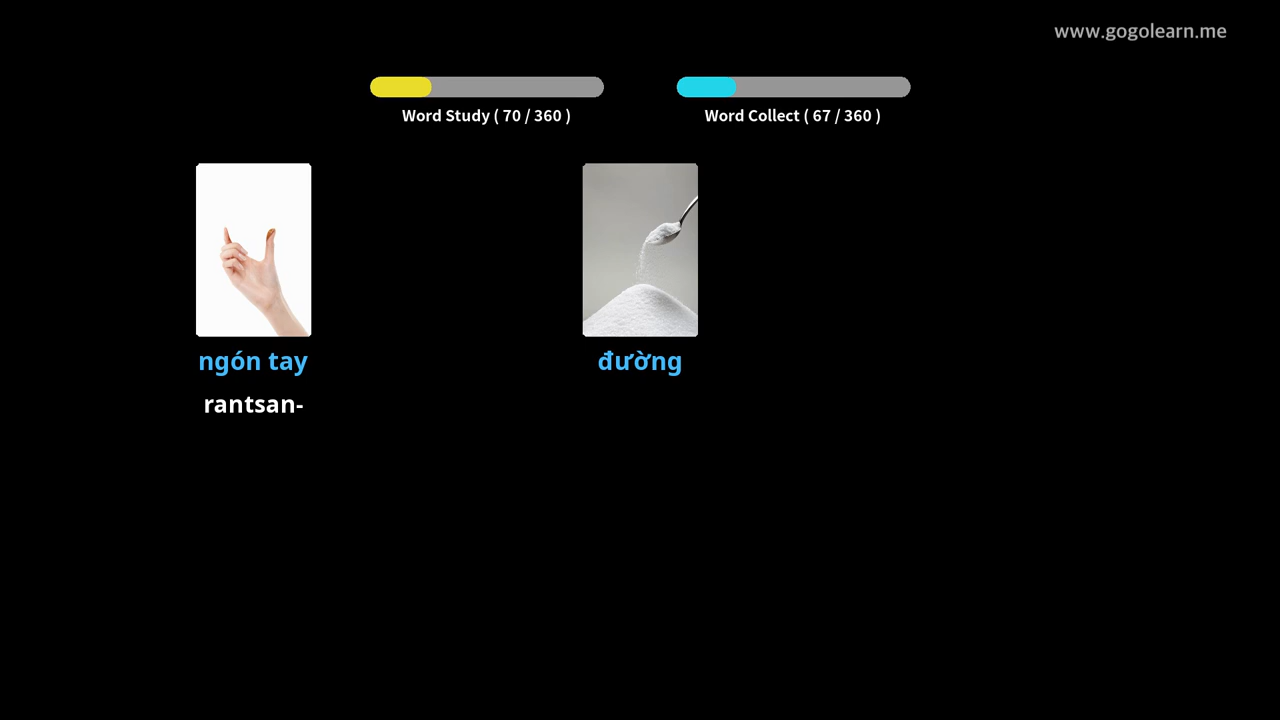 www.gogolearn.me
Word Study ( 70 / 360 )
Word Collect ( 67 / 360 )
ngón tay
đường
rantsan-